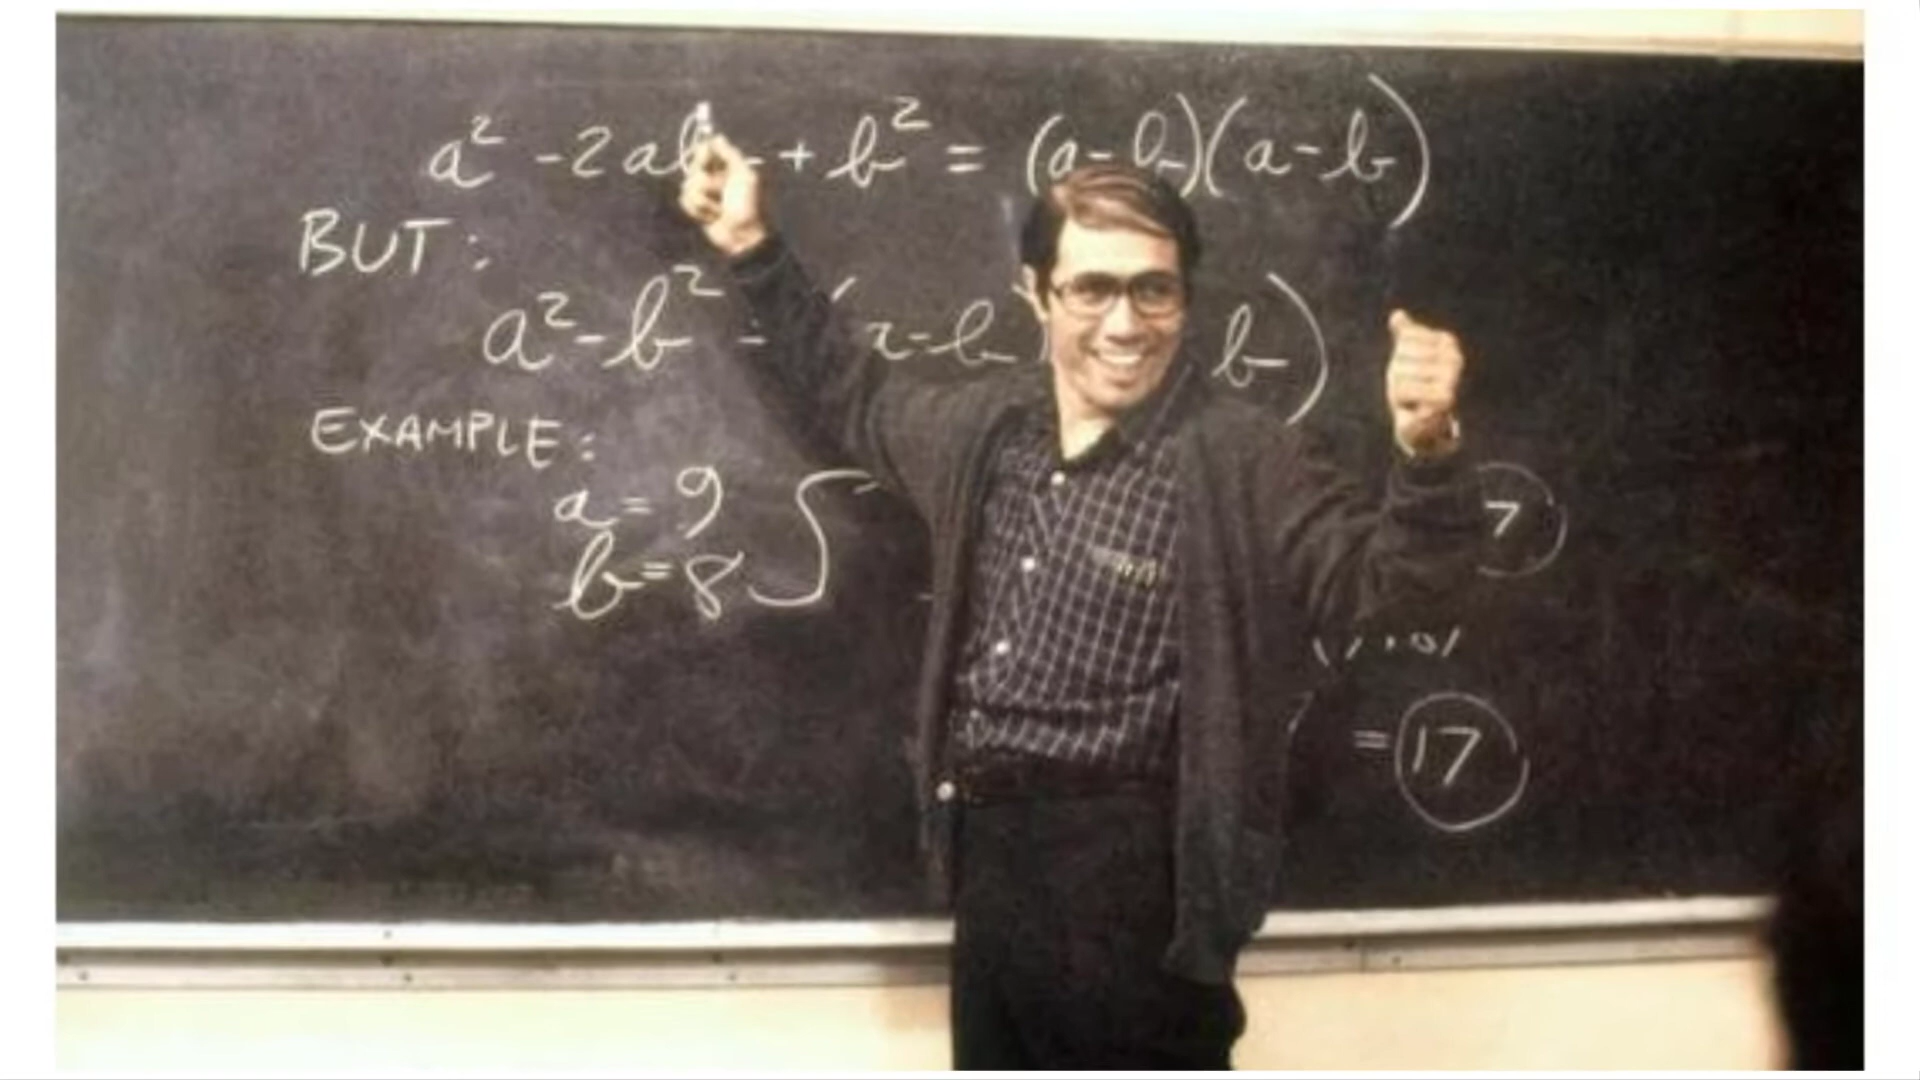 a² - 2ab + b² = (a-b)(a-b)
BUT:
a² - b² = (a-b) b)
EXAMPLE:
a = 9
b = 8
7
= 17